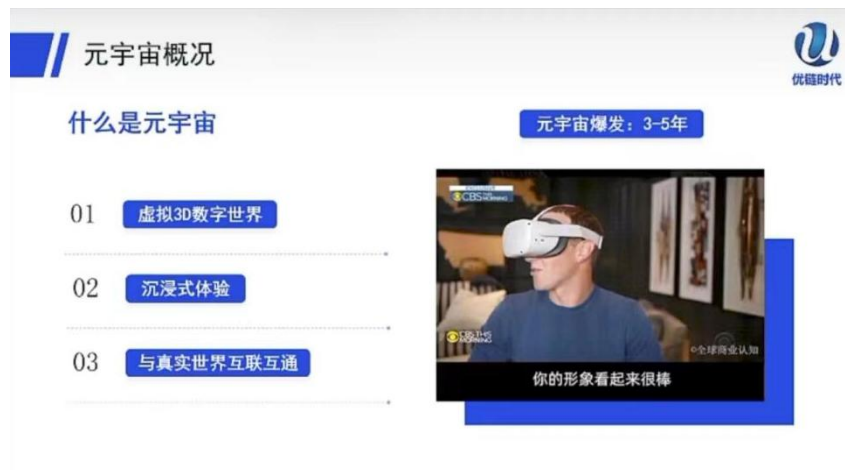 元宇宙概况
优链时代
什么是元宇宙
元宇宙爆发：3-5年
01 虚拟3D数字世界
02 沉浸式体验
03 与真实世界互联互通
CBS
CBS THIS
MORNING
©全球商业认知
你的形象看起来很棒